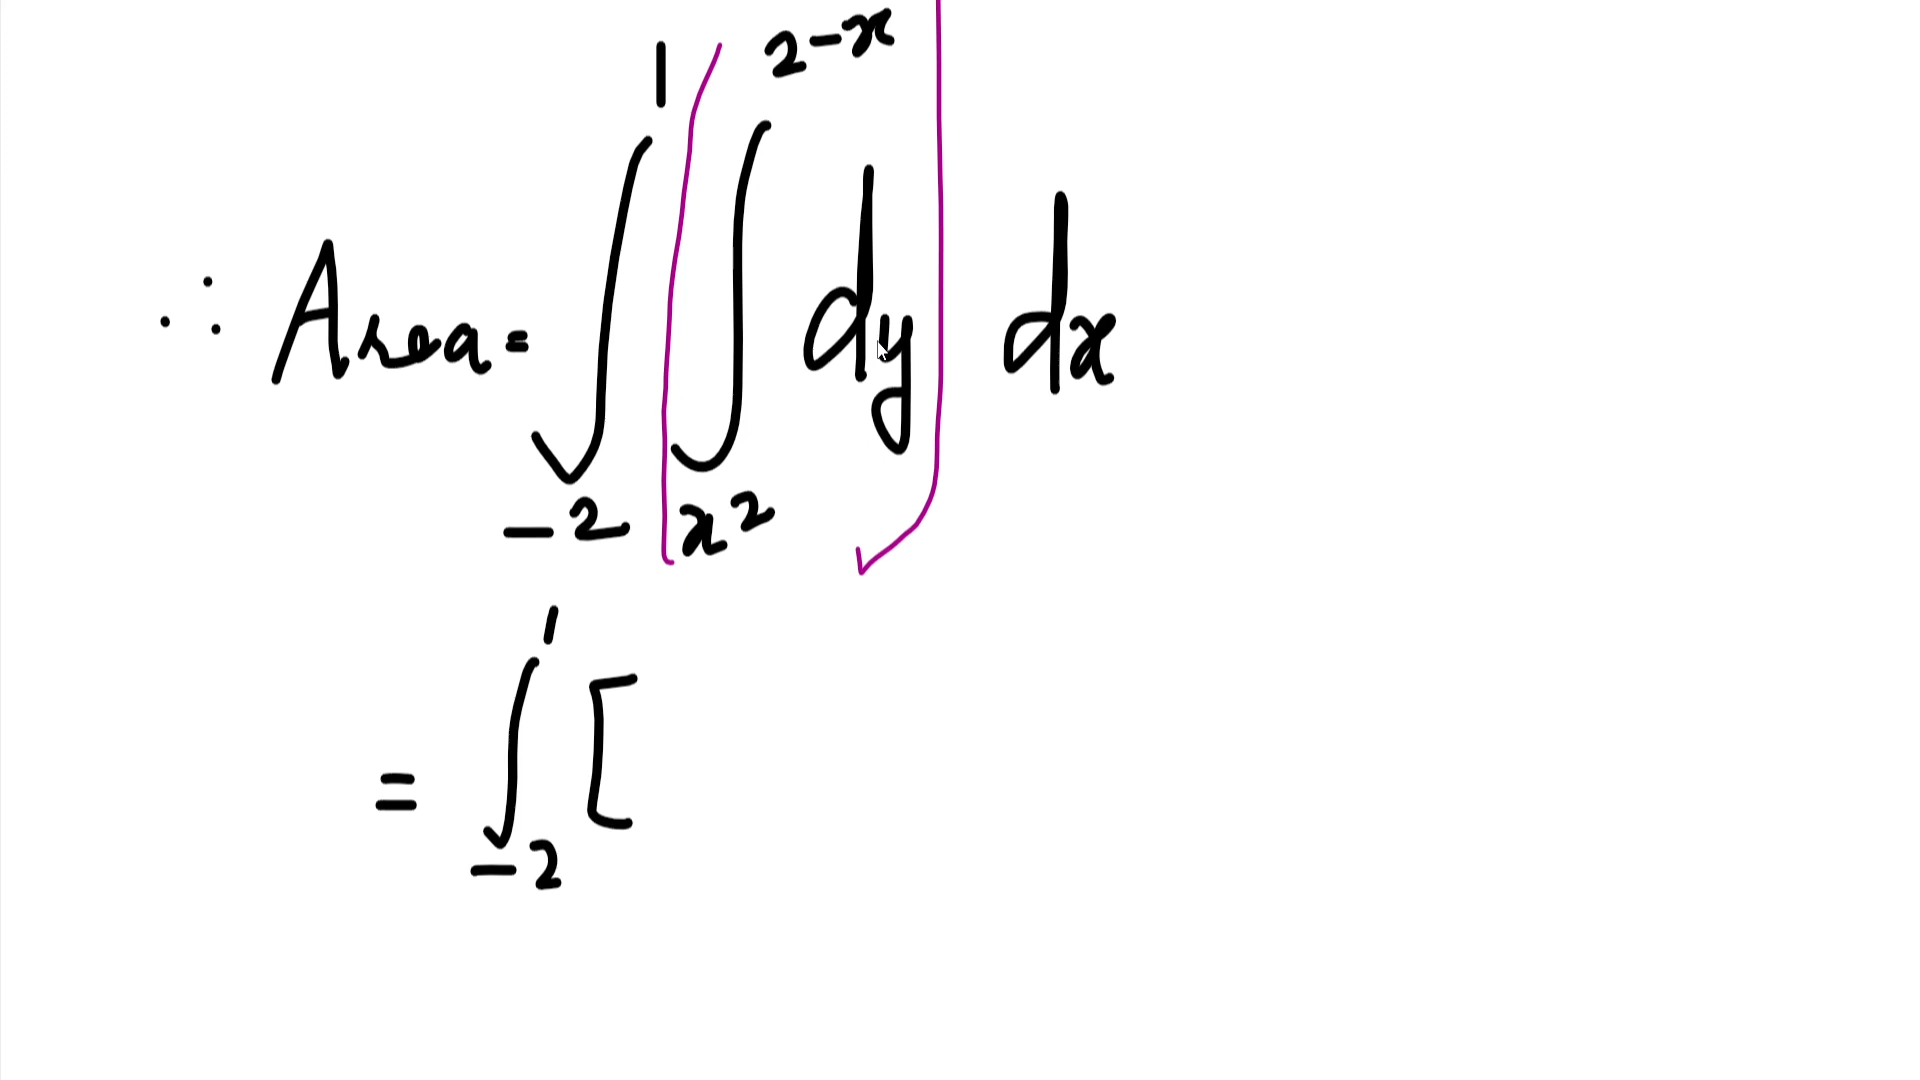 ∴ Area = ∫_{-2}^{1} ∫_{x²}^{2-x} dy dx
= ∫_{-2}^{1} [